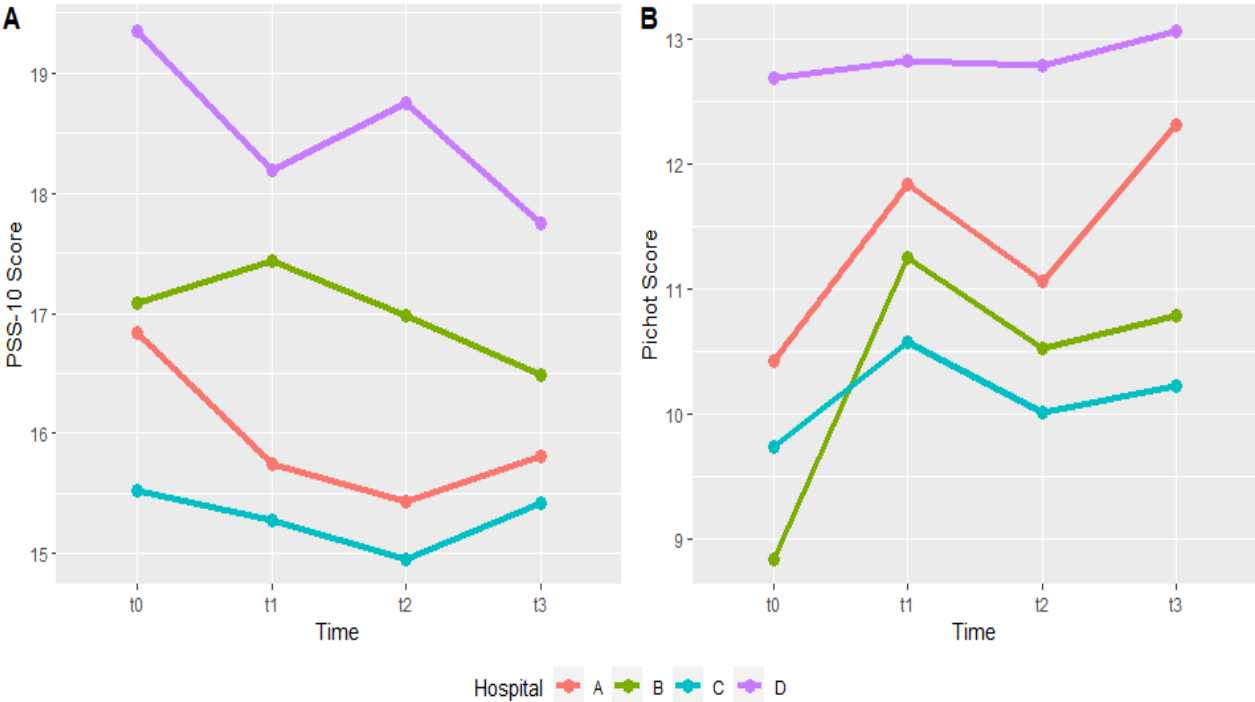 A
PSS-10 Score
19
18
17
16
15
t0 t1 t2 t3
Time
B
Pichot Score
13
12
11
10
9
t0 t1 t2 t3
Time
Hospital A B C D